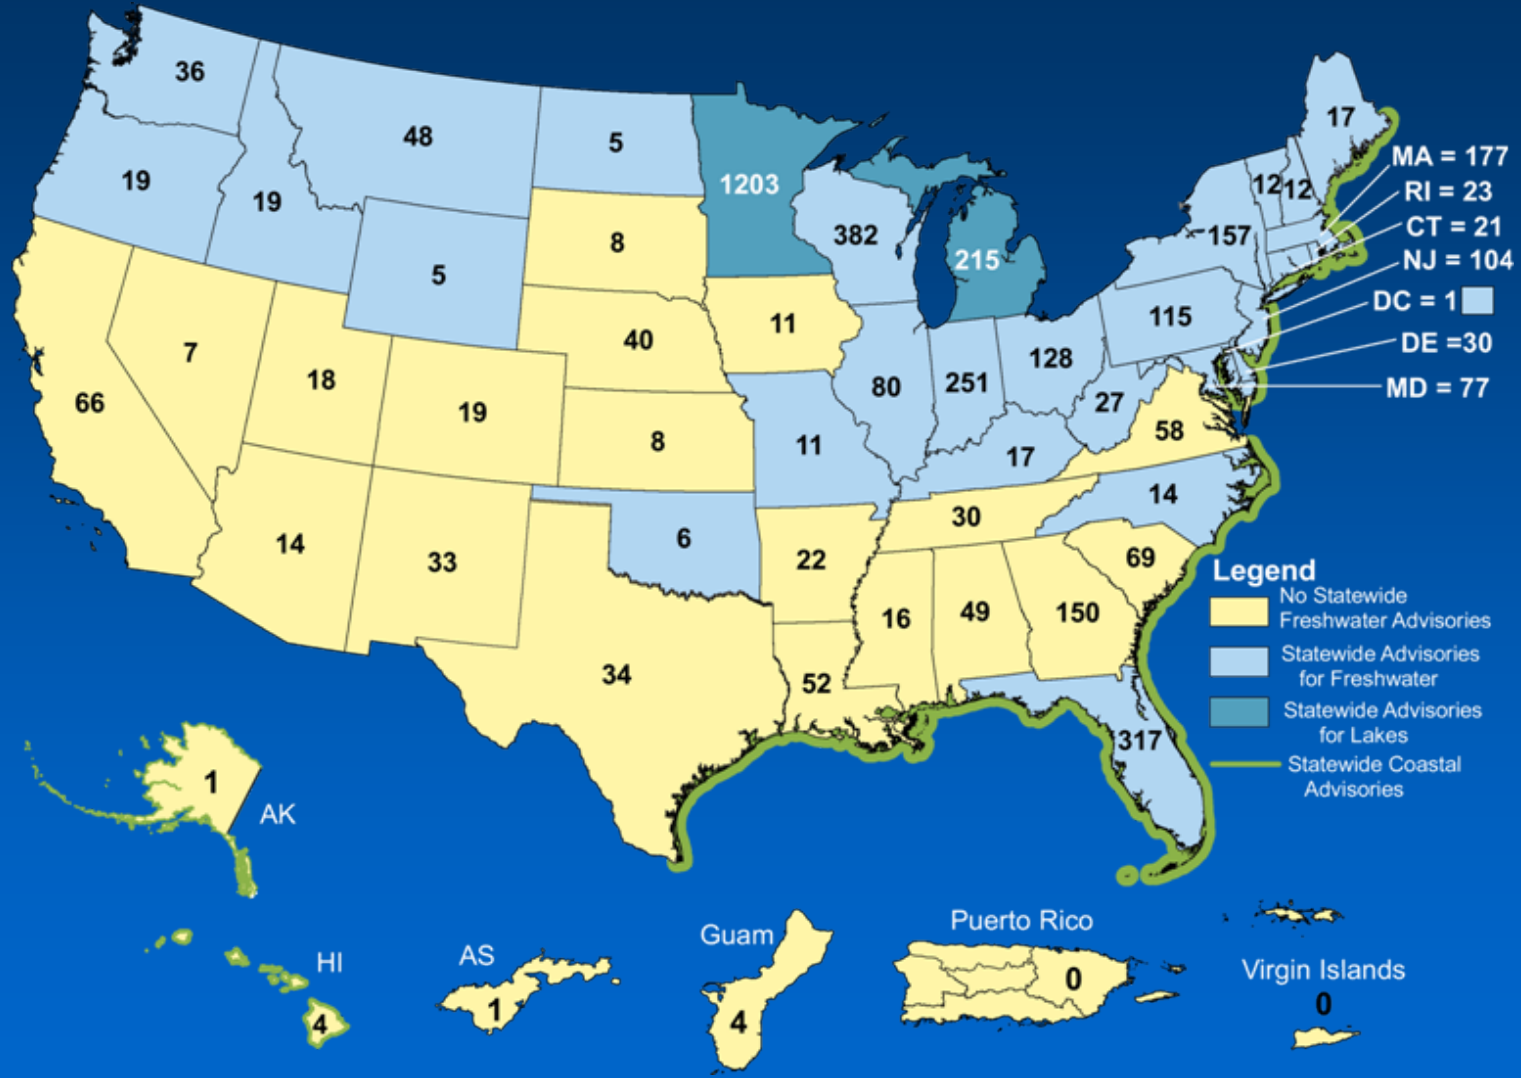 36
48
5
1203
17
MA = 177
19
19
12
12
RI = 23
382
157
CT = 21
8
215
NJ = 104
5
DC = 1
11
115
40
DE =30
7
128
18
251
MD = 77
80
66
19
27
8
11
17
58
14
30
6
14
22
69
33
Legend
No Statewide
Freshwater Advisories
16
49
150
Statewide Advisories
for Freshwater
34
52
Statewide Advisories
for Lakes
317
Statewide Coastal
Advisories
1
AK
HI
4
AS
1
Guam
4
Puerto Rico
0
Virgin Islands
0